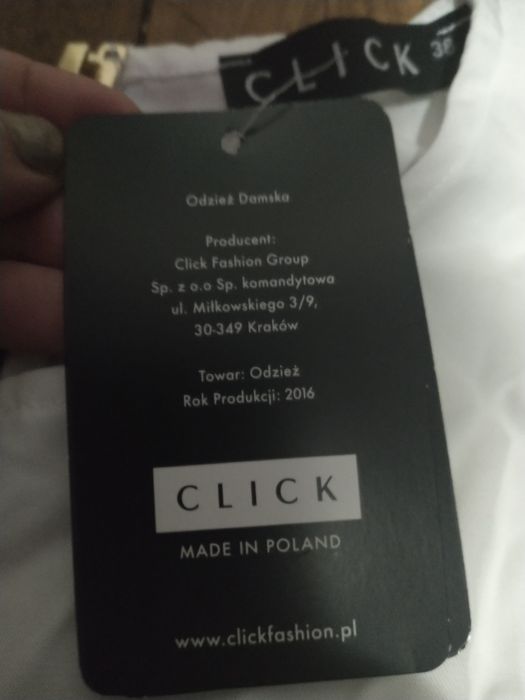 CLICK
38
Odzież Damska
Producent:
Click Fashion Group
Sp. z o.o Sp. komandytowa
ul. Miłkowskiego 3/9,
30-349 Kraków
Towar: Odzież
Rok Produkcji: 2016
CLICK
MADE IN POLAND
www.clickfashion.pl